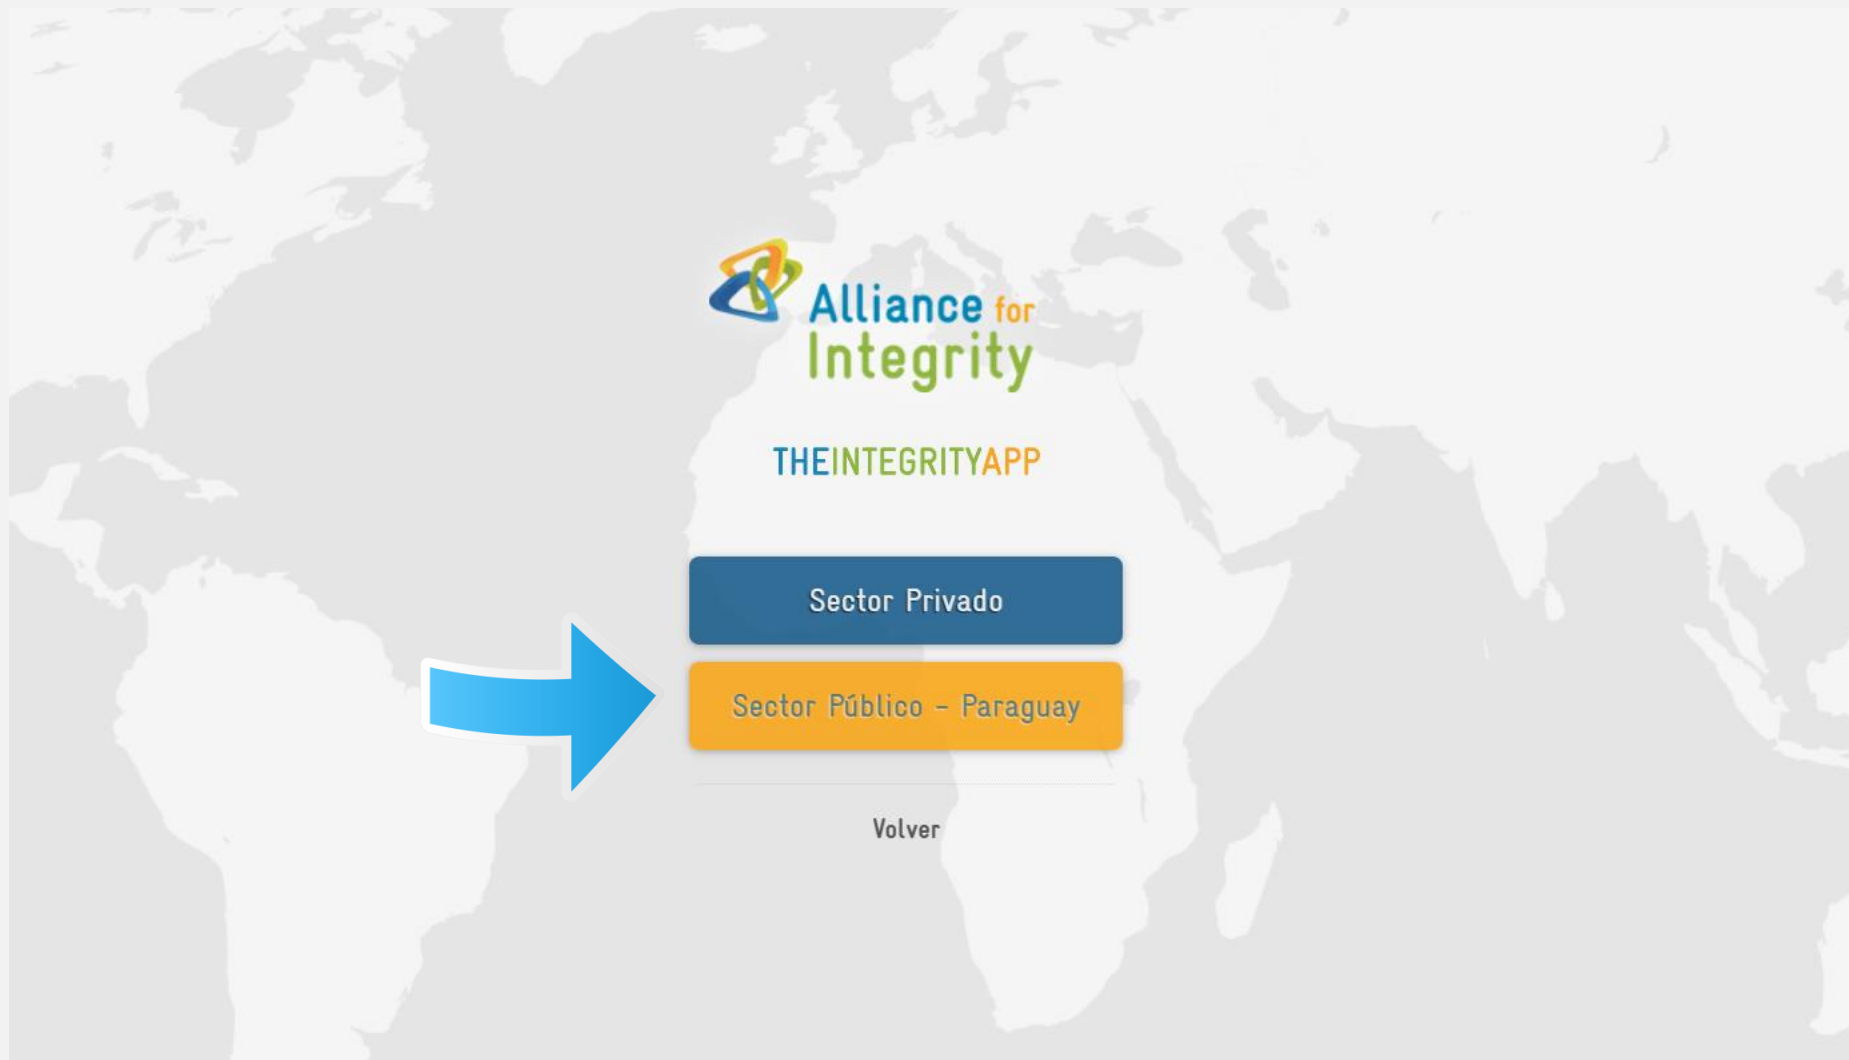 Alliance for
Integrity
THEINTEGRITYAPP
Sector Privado
Sector Público - Paraguay
Volver